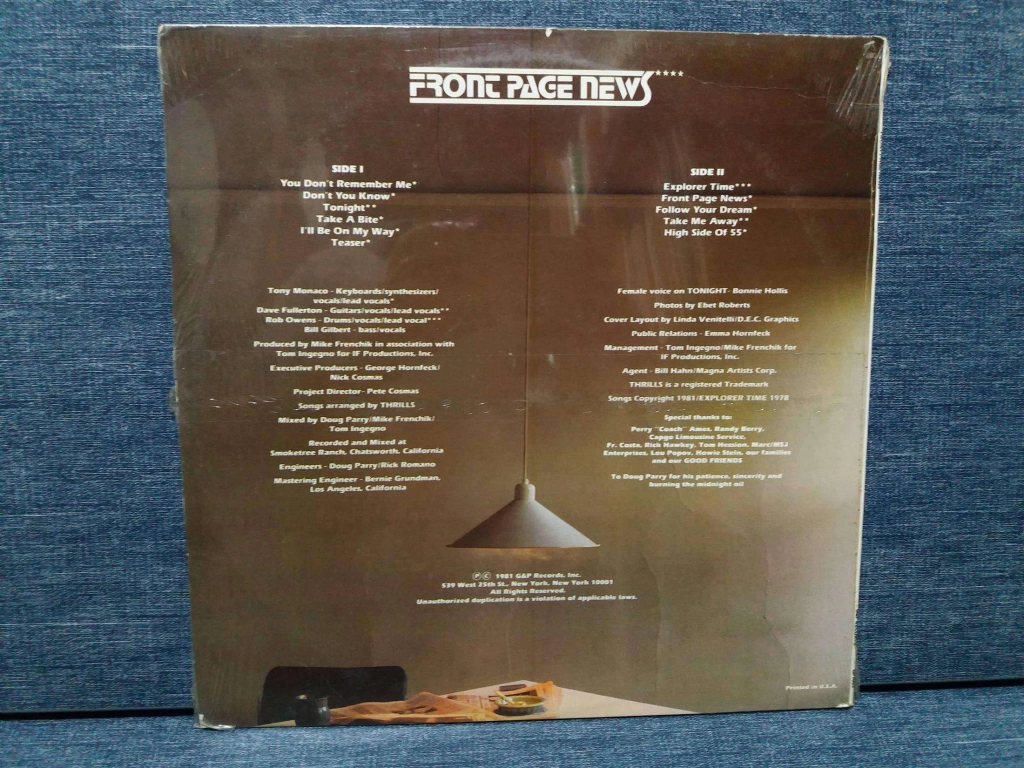 FRONT PAGE NEWS****
SIDE I
You Don't Remember Me*
Don't You Know*
Tonight**
Take A Bite*
I'll Be On My Way*
Teaser*
SIDE II
Explorer Time***
Front Page News*
Follow Your Dream*
Take Me Away**
High Side Of 55*
Tony Monaco - Keyboards/synthesizers/
vocals/lead vocals*
Dave Fullerton - Guitars/vocals/lead vocals**
Rob Owens - Drums/vocals/lead vocal***
Bill Gilbert - bass/vocals
Produced by Mike Frenchik in association with
Tom Ingegno for IF Productions, Inc.
Executive Producers - George Hornfeck/
Nick Cosmas
Project Director - Pete Cosmas
Songs arranged by THRILLS
Mixed by Doug Parry/Mike Frenchik/
Tom Ingegno
Recorded and Mixed at
Smoketree Ranch, Chatsworth, California
Engineers - Doug Parry/Rick Romano
Mastering Engineer - Bernie Grundman,
Los Angeles, California
Female voice on TONIGHT- Bonnie Hollis
Photos by Ebet Roberts
Cover Layout by Linda Venitelli/D.E.C. Graphics
Public Relations - Emma Hornfeck
Management - Tom Ingegno/Mike Frenchik for
IF Productions, Inc.
Agent - Bill Hahn/Magna Artists Corp.
THRILLS is a registered Trademark
Songs Copyright 1981/EXPLORER TIME 1978
Special thanks to:
Perry "Coach" Ames, Randy Berry,
Capgo Limousine Service,
Fr. Costa, Rich Hawkey, Tom Hession, Marc/MSJ
Enterprises, Lou Popov, Howie Stein, our families
and our GOOD FRIENDS
To Doug Parry for his patience, sincerity and
burning the midnight oil
Ⓟ Ⓒ 1981 G&P Records, Inc.
539 West 25th St., New York, New York 10001
All Rights Reserved.
Unauthorized duplication is a violation of applicable laws.
Printed in U.S.A.